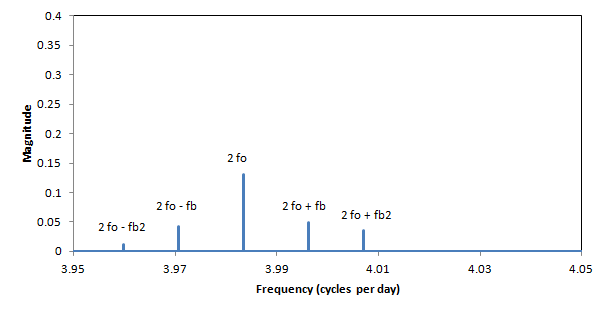 0.4
0.35
0.3
0.25
0.2
0.15
0.1
0.05
0
Magnitude
2 fo - fb2
2 fo - fb
2 fo
2 fo + fb
2 fo + fb2
3.95
3.97
3.99
4.01
4.03
4.05
Frequency (cycles per day)